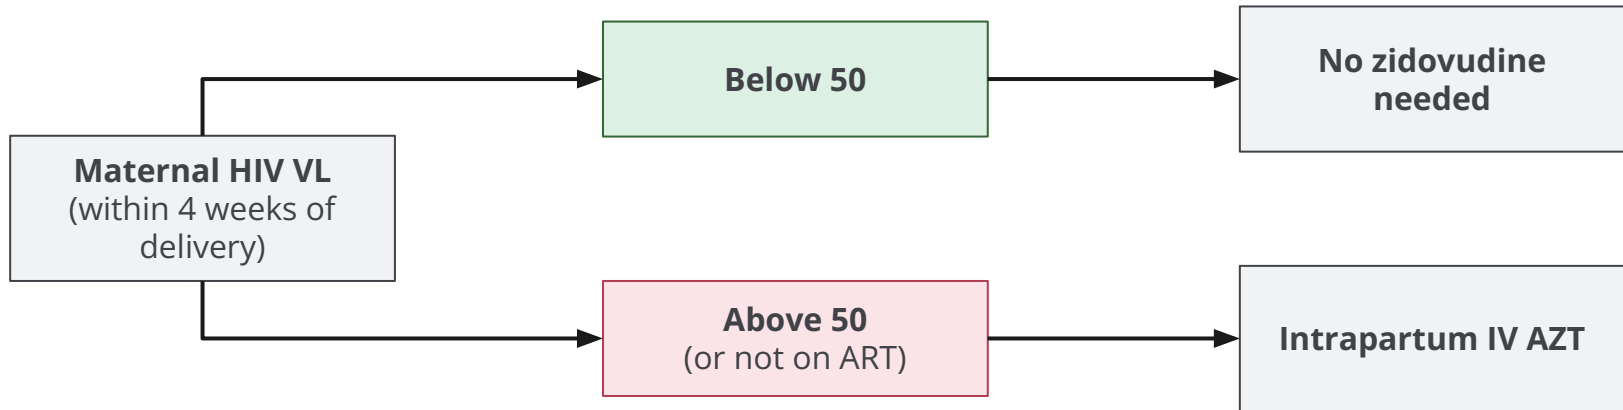 Maternal HIV VL
(within 4 weeks of
delivery)
Below 50
No zidovudine
needed
Above 50
(or not on ART)
Intrapartum IV AZT